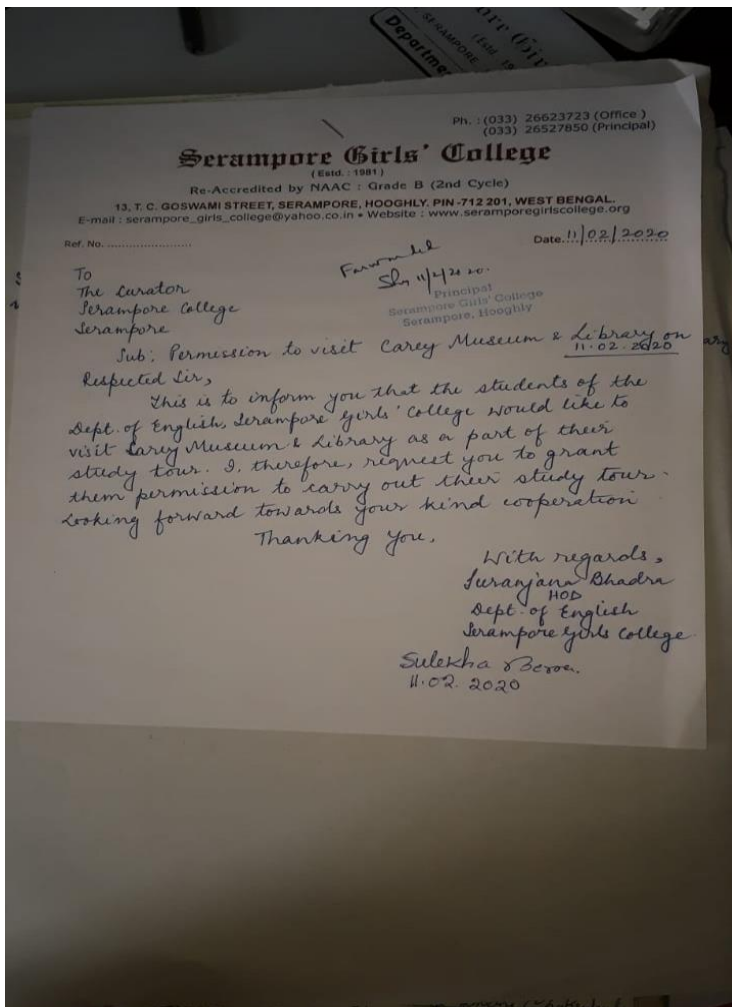 SERAMPORE
Departme
Ph. : (033) 26623723 (Office)
(033) 26527850 (Principal)
Serampore Girls' College
(Estd. : 1981)
Re-Accredited by NAAC : Grade B (2nd Cycle)
13, T. C. GOSWAMI STREET, SERAMPORE, HOOGHLY. PIN-712 201, WEST BENGAL.
E-mail : serampore_girls_college@yahoo.co.in • Website : www.seramporegirlscollege.org
Ref. No. ......................
Date. 11/02/2020
Forwarded
Principal
Serampore Girls' College
Serampore, Hooghly
To
The Curator
Serampore College
Serampore
Sub: Permission to visit Carey Museum & Library on
11.02.2020
Respected Sir,
This is to inform you that the students of the
Dept. of English, Serampore Girls' College would like to
visit Carey Museum & Library as a part of their
study tour. I, therefore, request you to grant
them permission to carry out their study tour.
Looking forward towards your kind cooperation
Thanking You,
With regards,
Suranjana Bhadra
HOD
Dept. of English
Serampore Girls College
Sulekha
11.02.2020